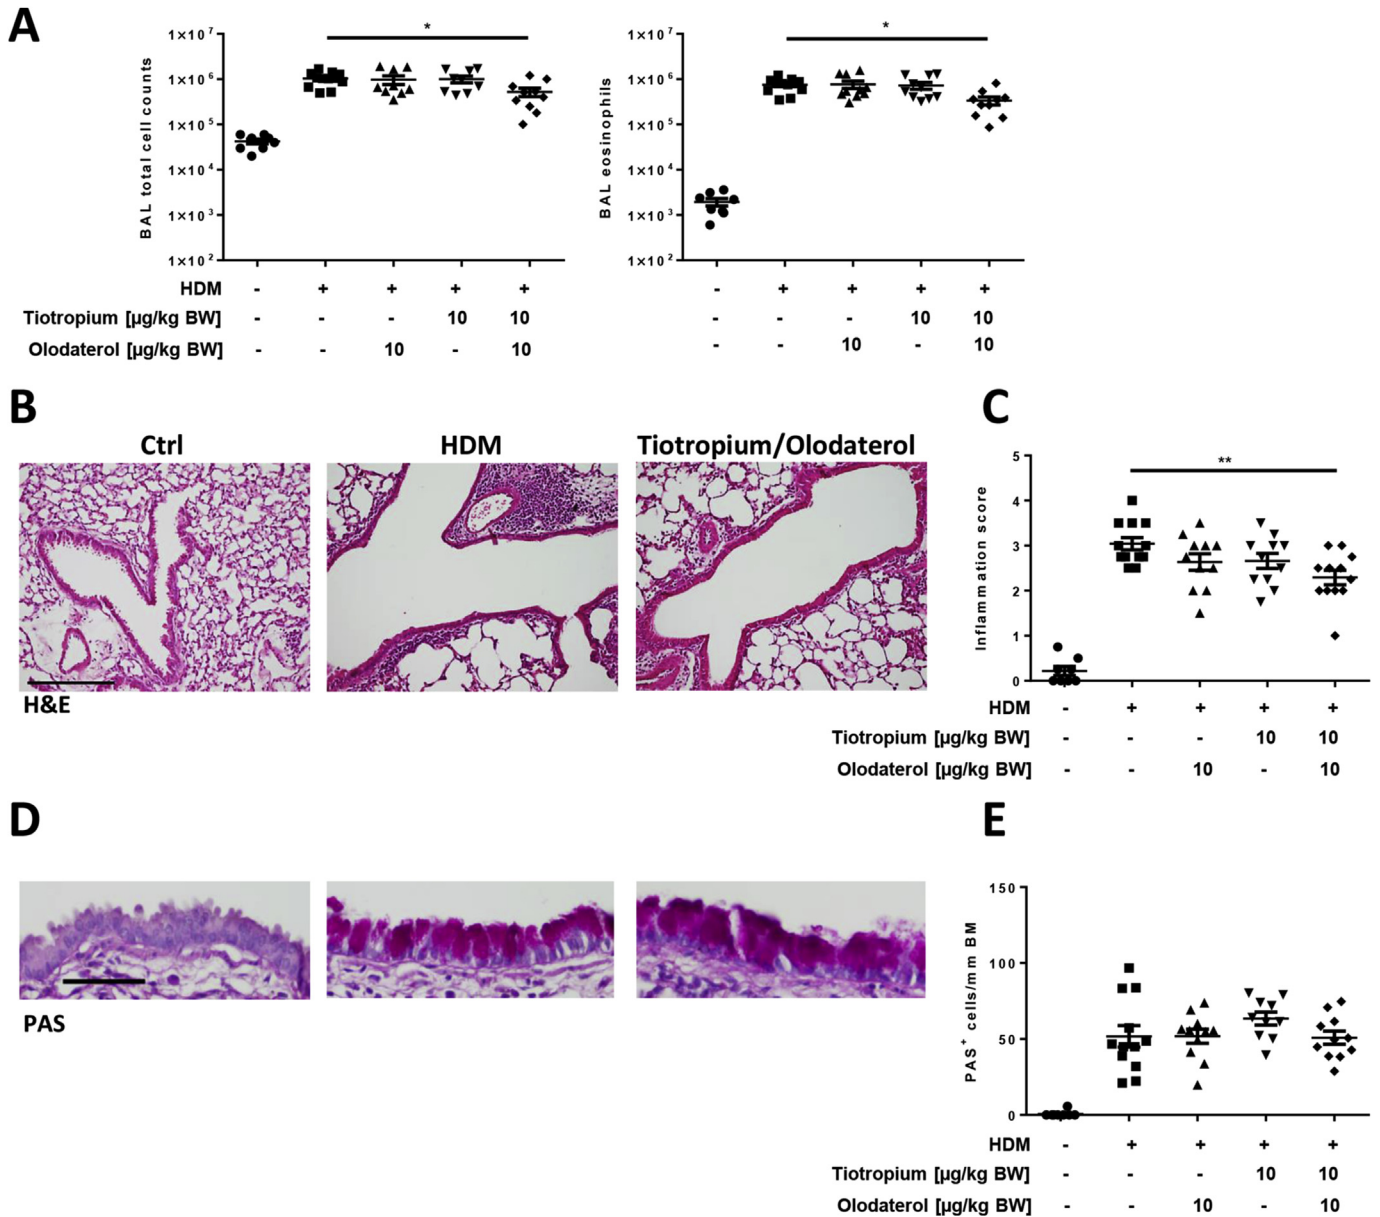 A
*
*
1×10⁷
1×10⁶
1×10⁵
1×10⁴
1×10³
1×10²
BAL total cell counts
1×10⁷
1×10⁶
1×10⁵
1×10⁴
1×10³
1×10²
BAL eosinophils
HDM - + + + + - + + + +
Tiotropium [µg/kg BW] - - - 10 10 - - - 10 10
Olodaterol [µg/kg BW] - - 10 - 10 - - 10 - 10
B
C
Ctrl HDM Tiotropium/Olodaterol
H&E
**
5
4
3
2
1
0
Inflammation score
HDM - + + + +
Tiotropium [µg/kg BW] - - - 10 10
Olodaterol [µg/kg BW] - - 10 - 10
D
E
PAS
150
100
50
0
PAS⁺ cells/mm BM
HDM - + + + +
Tiotropium [µg/kg BW] - - - 10 10
Olodaterol [µg/kg BW] - - 10 - 10